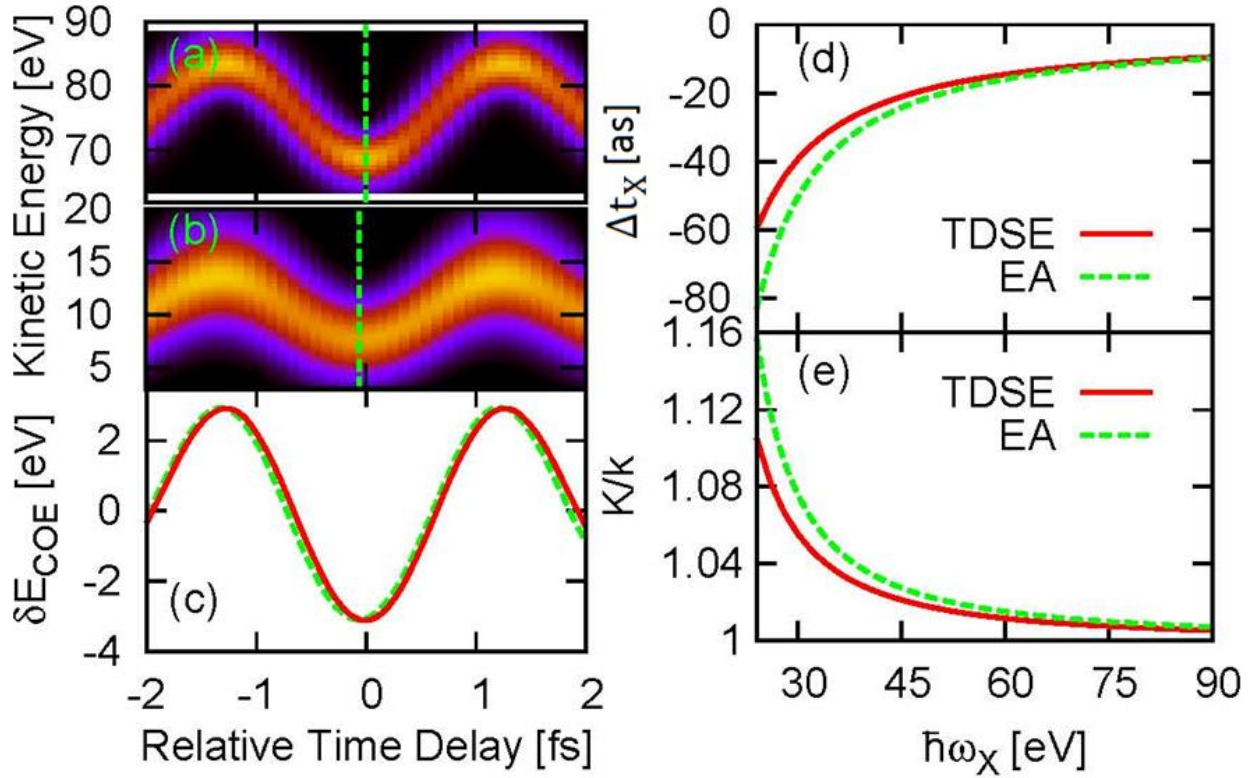 90
80
70
Kinetic Energy [eV]
(a)
20
15
10
5
(b)
2
0
-2
-4
δE_COE [eV]
(c)
-2 -1 0 1 2
Relative Time Delay [fs]
0
-20
-40
-60
-80
Δt_X [as]
(d)
TDSE
EA
1.16
1.12
1.08
1.04
1
K/k
(e)
TDSE
EA
30 45 60 75 90
ħω_X [eV]